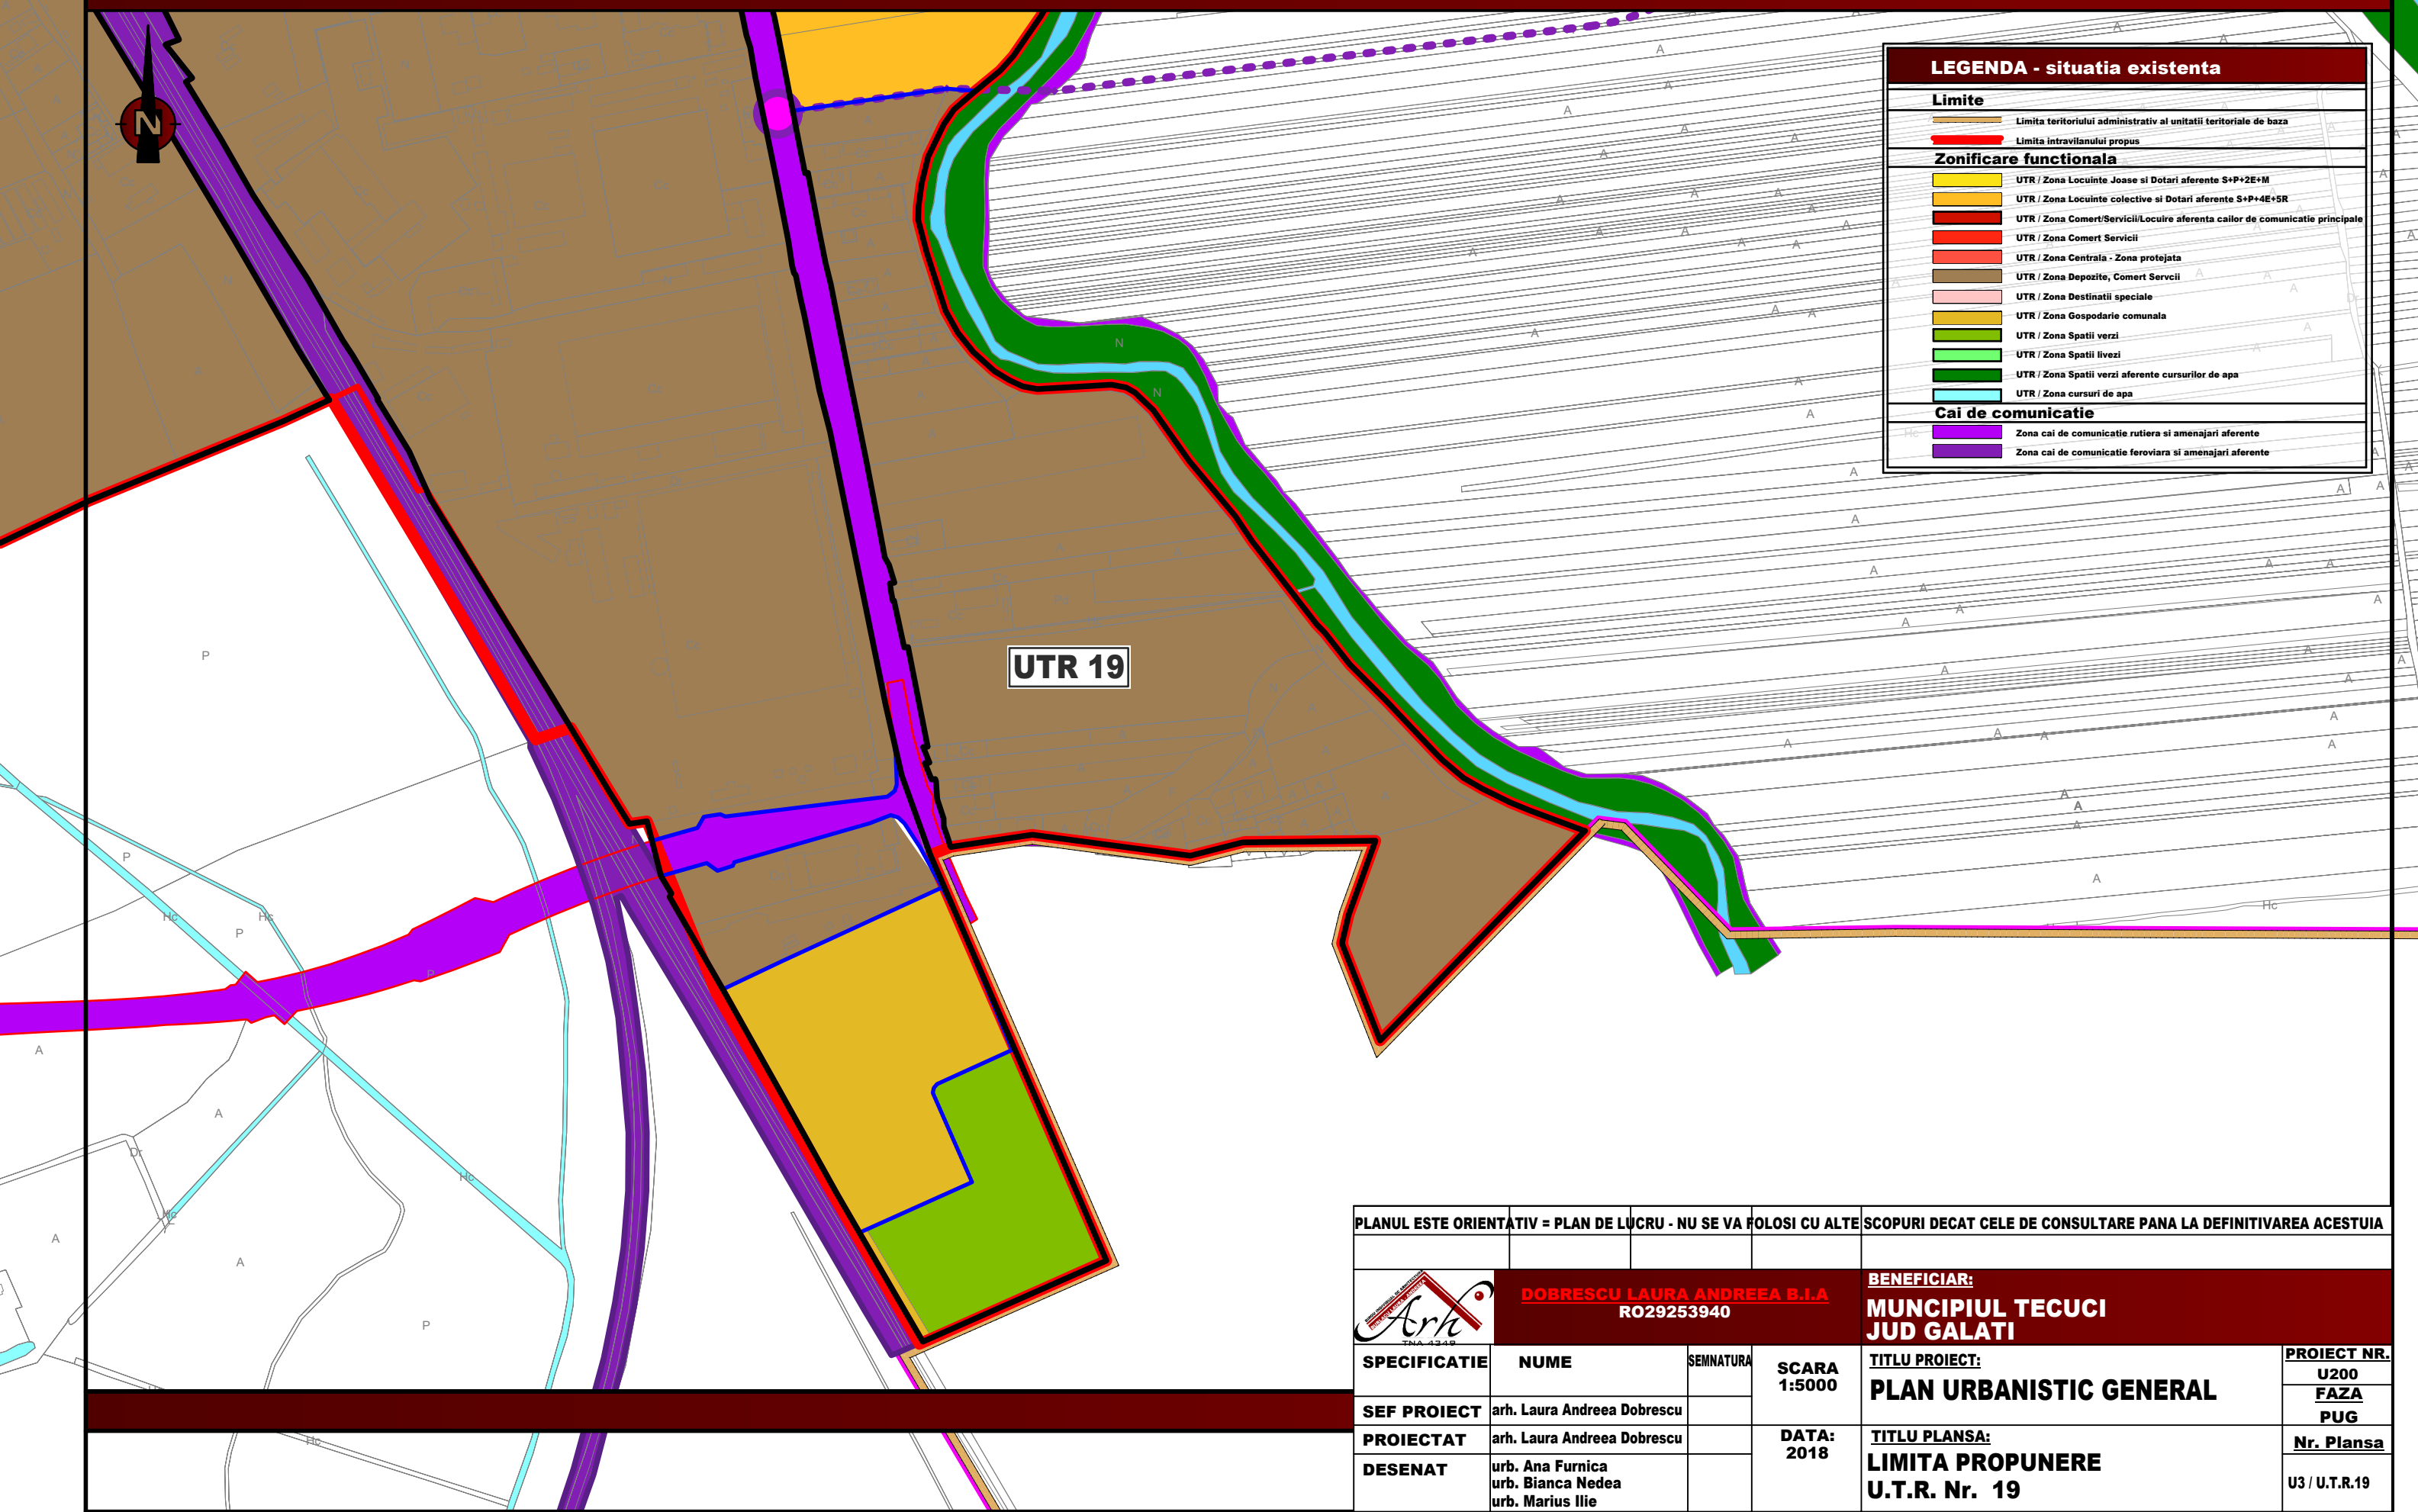 N
UTR 19
LEGENDA - situatia existenta
Limite
Limita teritoriului administrativ al unitatii teritoriale de baza
Limita intravilanului propus
Zonificare functionala
UTR / Zona Locuinte Joase si Dotari aferente S+P+2E+M
UTR / Zona Locuinte colective si Dotari aferente S+P+4E+5R
UTR / Zona Comert/Servicii/Locuire aferenta cailor de comunicatie principale
UTR / Zona Comert Servicii
UTR / Zona Centrala - Zona protejata
UTR / Zona Depozite, Comert Servcii
UTR / Zona Destinatii speciale
UTR / Zona Gospodarie comunala
UTR / Zona Spatii verzi
UTR / Zona Spatii livezi
UTR / Zona Spatii verzi aferente cursurilor de apa
UTR / Zona cursuri de apa
Cai de comunicatie
Zona cai de comunicatie rutiera si amenajari aferente
Zona cai de comunicatie feroviara si amenajari aferente
PLANUL ESTE ORIENTATIV = PLAN DE LUCRU - NU SE VA FOLOSI CU ALTE SCOPURI DECAT CELE DE CONSULTARE PANA LA DEFINITIVAREA ACESTUIA
Arh
TNA 4349
DOBRESCU LAURA ANDREEA B.I.A
RO29253940
BENEFICIAR:
MUNCIPIUL TECUCI
JUD GALATI
SPECIFICATIE NUME SEMNATURA
SCARA
1:5000
TITLU PROIECT:
PLAN URBANISTIC GENERAL
PROIECT NR.
U200
FAZA
PUG
SEF PROIECT arh. Laura Andreea Dobrescu
PROIECTAT arh. Laura Andreea Dobrescu
DATA:
2018
DESENAT urb. Ana Furnica
urb. Bianca Nedea
urb. Marius Ilie
TITLU PLANSA:
LIMITA PROPUNERE
U.T.R. Nr. 19
Nr. Plansa
U3 / U.T.R.19